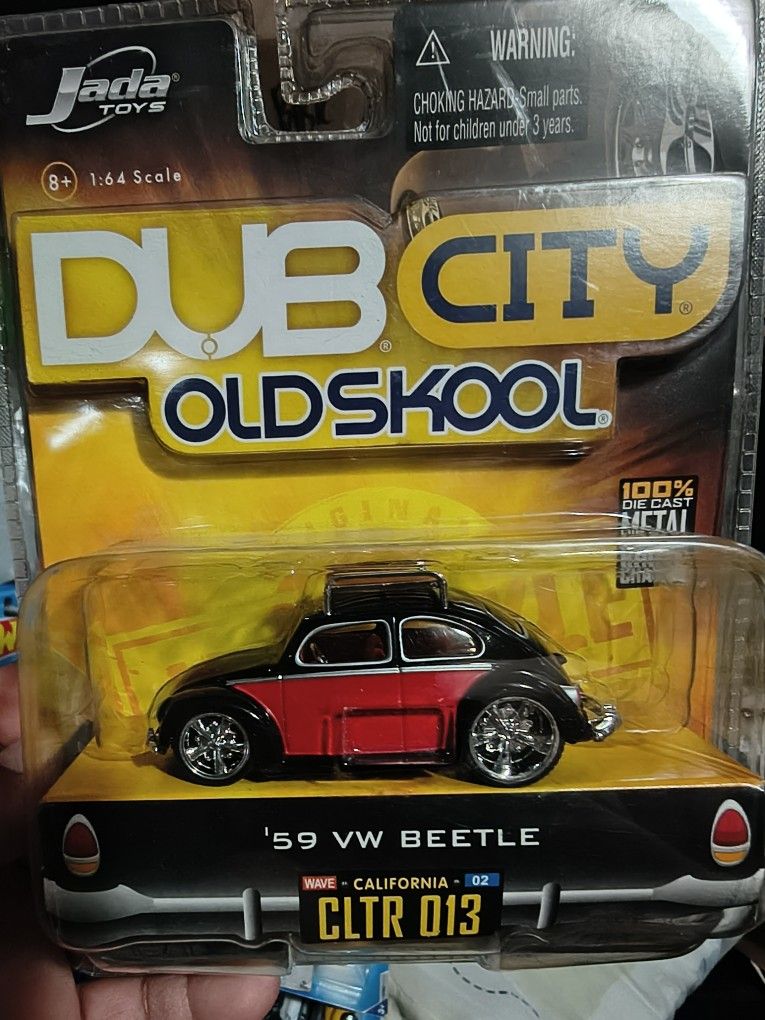 Jada®
TOYS
WARNING:
CHOKING HAZARD-Small parts.
Not for children under 3 years.
8+ 1:64 Scale
DUB® CITY®
OLDSKOOL®
100%
DIE CAST
METAL
'59 VW BEETLE
WAVE CALIFORNIA 02
CLTR 013